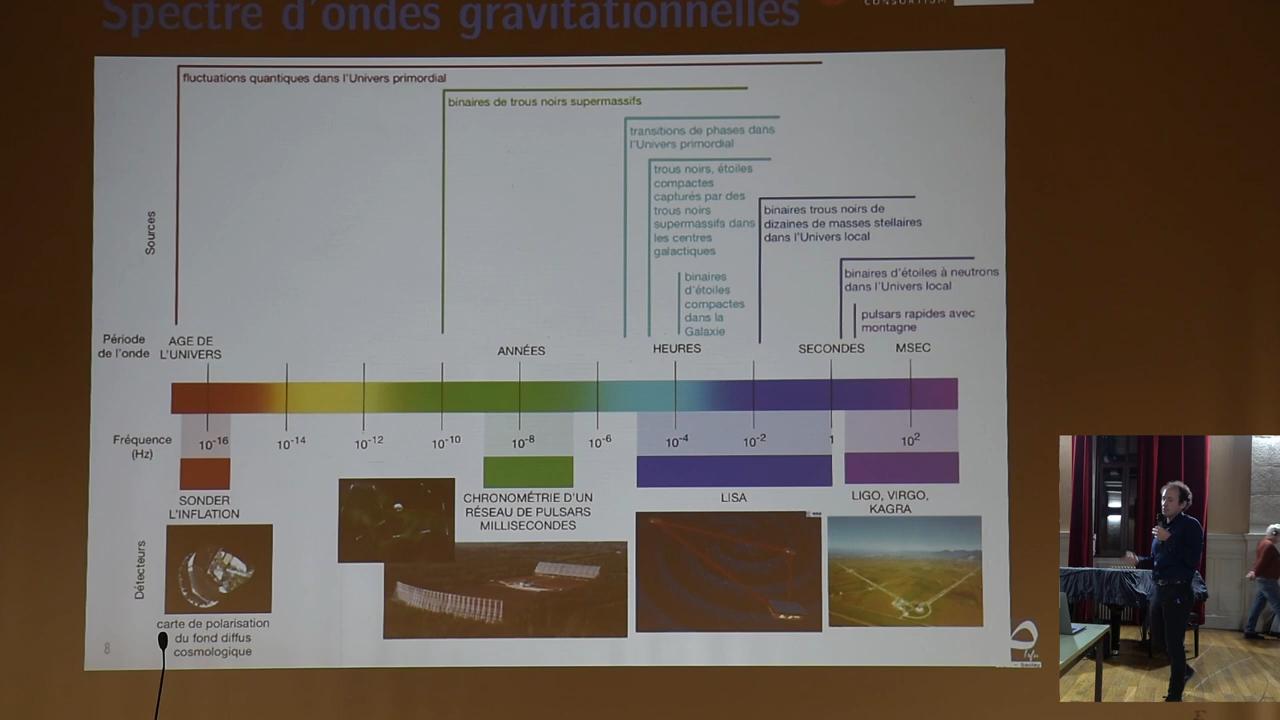 Spectre d'ondes gravitationnelles
CONSORTIUM
fluctuations quantiques dans l'Univers primordial
binaires de trous noirs supermassifs
transitions de phases dans
l'Univers primordial
trous noirs, étoiles
compactes
capturés par des
trous noirs
supermassifs dans
les centres
galactiques
binaires trous noirs de
dizaines de masses stellaires
dans l'Univers local
binaires d'étoiles à neutrons
dans l'Univers local
binaires
d'étoiles
compactes
dans la
Galaxie
pulsars rapides avec
montagne
Sources
Période
de l'onde
AGE DE
L'UNIVERS
ANNÉES
HEURES
SECONDES
MSEC
Fréquence
(Hz)
10⁻¹⁶
10⁻¹⁴
10⁻¹²
10⁻¹⁰
10⁻⁸
10⁻⁶
10⁻⁴
10⁻²
1
10²
SONDER
L'INFLATION
CHRONOMÉTRIE D'UN
RÉSEAU DE PULSARS
MILLISECONDES
LISA
LIGO, VIRGO,
KAGRA
Détecteurs
carte de polarisation
du fond diffus
cosmologique
8